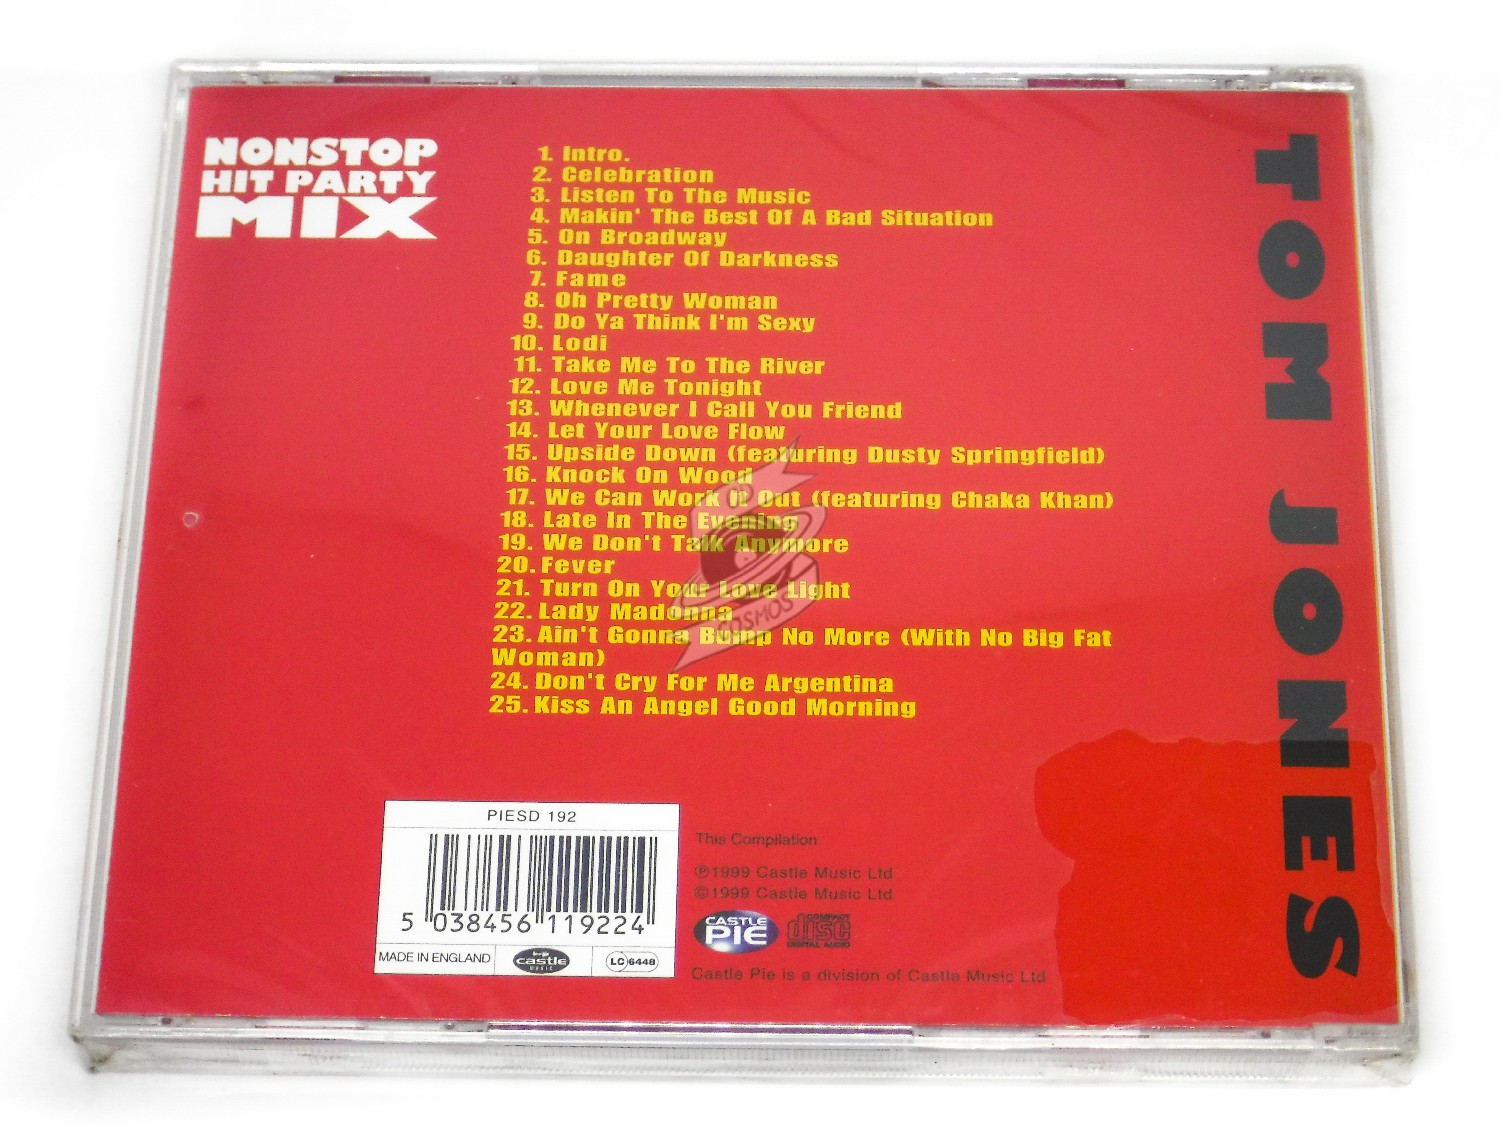 NONSTOP
HIT PARTY
MIX
1. Intro.
2. Celebration
3. Listen To The Music
4. Makin' The Best Of A Bad Situation
5. On Broadway
6. Daughter Of Darkness
7. Fame
8. Oh Pretty Woman
9. Do Ya Think I'm Sexy
10. Lodi
11. Take Me To The River
12. Love Me Tonight
13. Whenever I Call You Friend
14. Let Your Love Flow
15. Upside Down (featuring Dusty Springfield)
16. Knock On Wood
17. We Can Work It Out (featuring Chaka Khan)
18. Late In The Evening
19. We Don't Talk Anymore
20. Fever
21. Turn On Your Love Light
22. Lady Madonna
23. Ain't Gonna Bump No More (With No Big Fat
Woman)
24. Don't Cry For Me Argentina
25. Kiss An Angel Good Morning
TOM JONES
CD
COSMOS
PIESD 192
5 038456 119224
MADE IN ENGLAND
castle
MUSIC
LC 6448
This Compilation
℗1999 Castle Music Ltd
©1999 Castle Music Ltd
CASTLE
PIE
COMPACT
disc
DIGITAL AUDIO
Castle Pie is a division of Castle Music Ltd